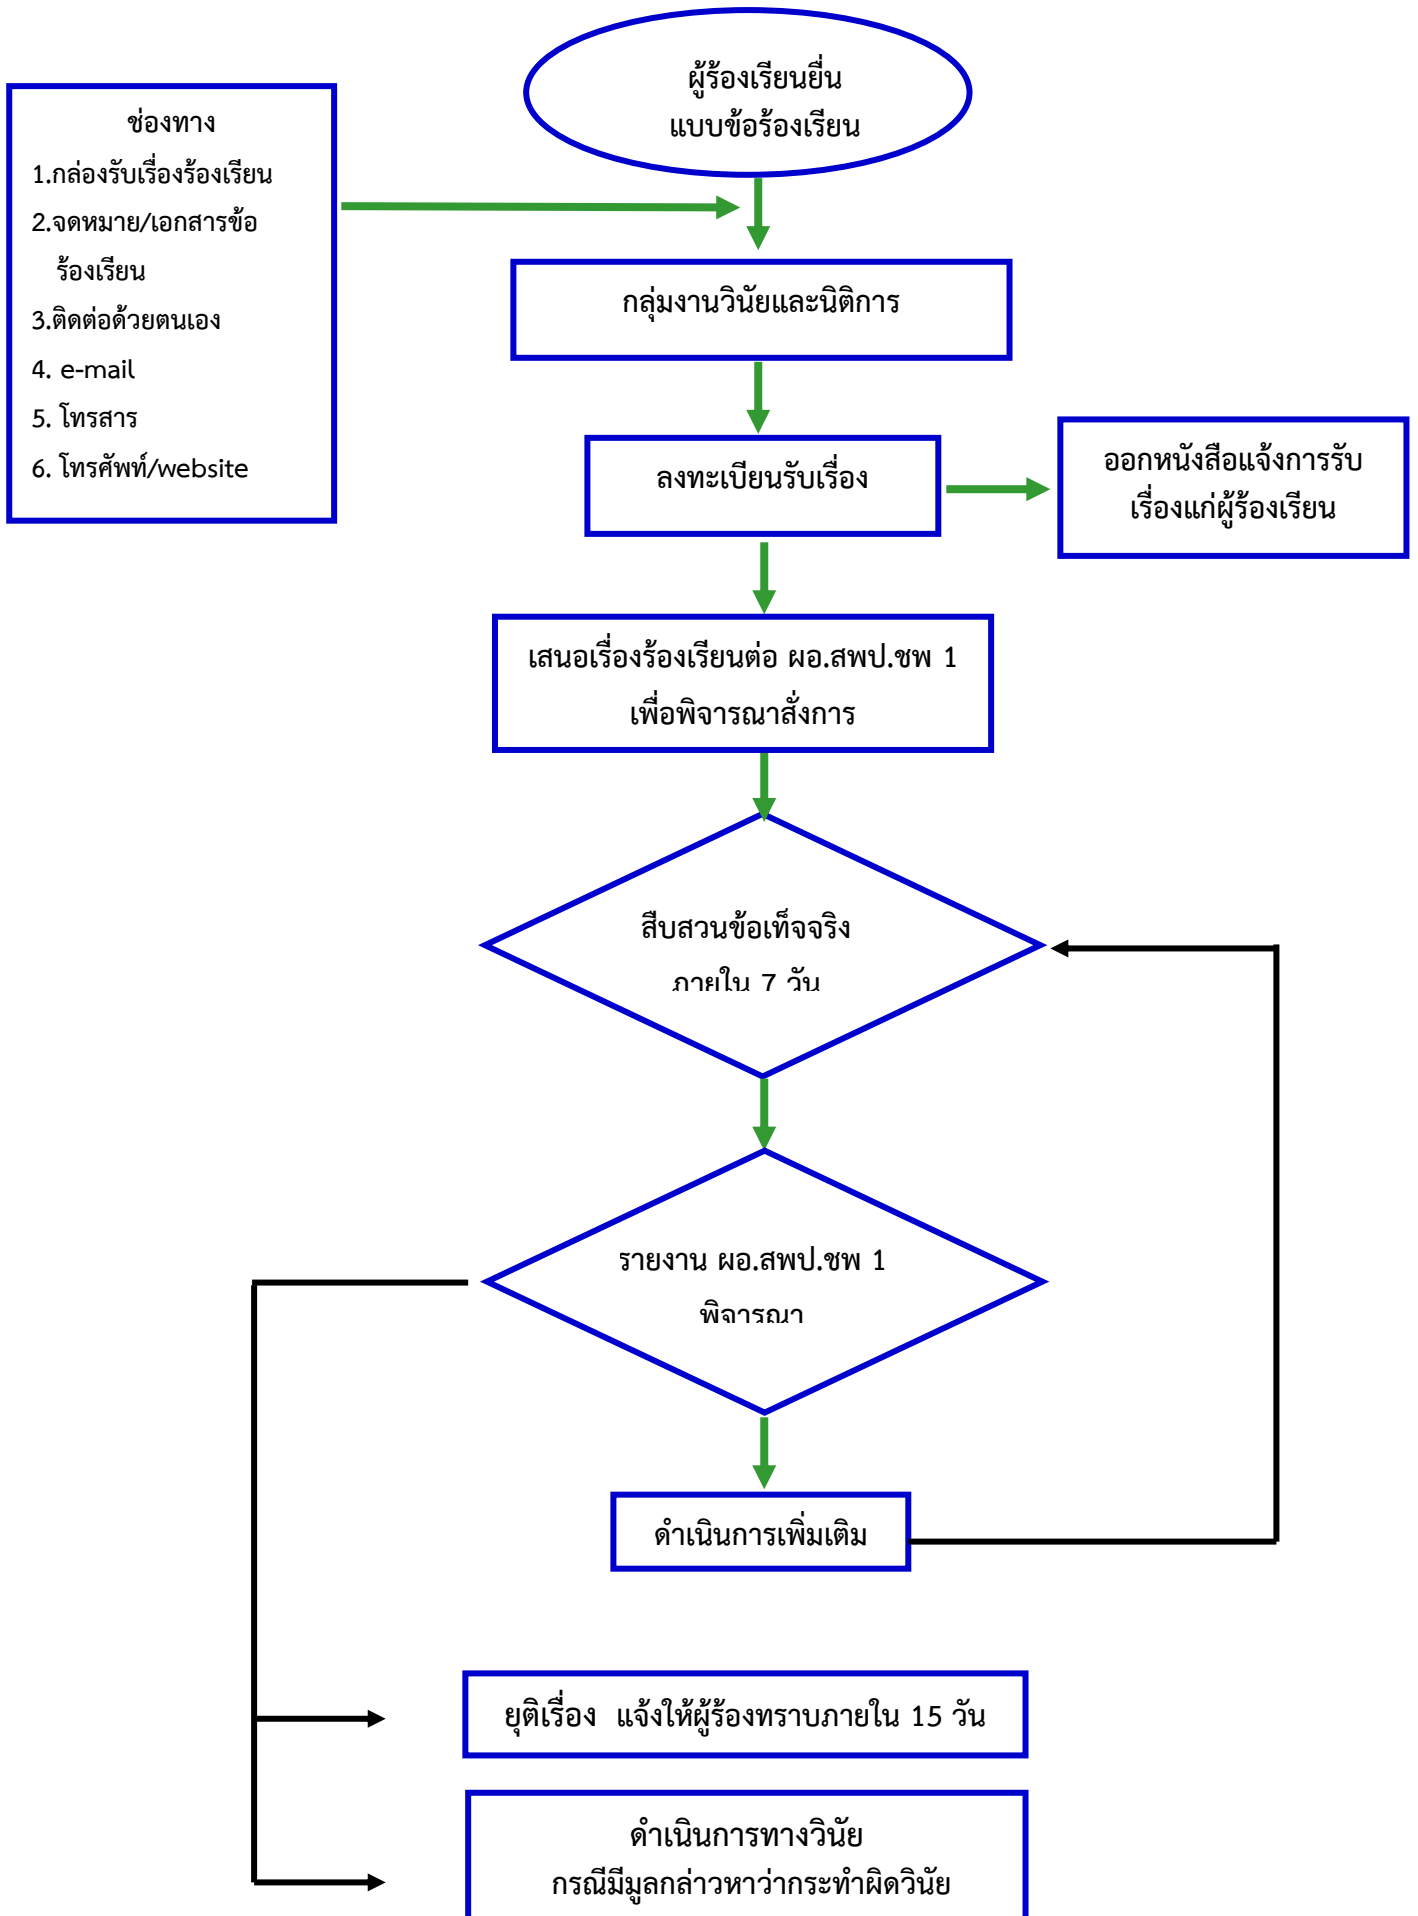 ผู้ร้องเรียนยื่น
แบบข้อร้องเรียน
ช่องทาง
1.กล่องรับเรื่องร้องเรียน
2.จดหมาย/เอกสารข้อ
ร้องเรียน
3.ติดต่อด้วยตนเอง
4. e-mail
5. โทรสาร
6. โทรศัพท์/website
กลุ่มงานวินัยและนิติการ
ลงทะเบียนรับเรื่อง
ออกหนังสือแจ้งการรับ
เรื่องแก่ผู้ร้องเรียน
เสนอเรื่องร้องเรียนต่อ ผอ.สพป.ชพ 1
เพื่อพิจารณาสั่งการ
สืบสวนข้อเท็จจริง
ภายใน 7 วัน
รายงาน ผอ.สพป.ชพ 1
พิจารณา
ดำเนินการเพิ่มเติม
ยุติเรื่อง แจ้งให้ผู้ร้องทราบภายใน 15 วัน
ดำเนินการทางวินัย
กรณีมีมูลกล่าวหาว่ากระทำผิดวินัย